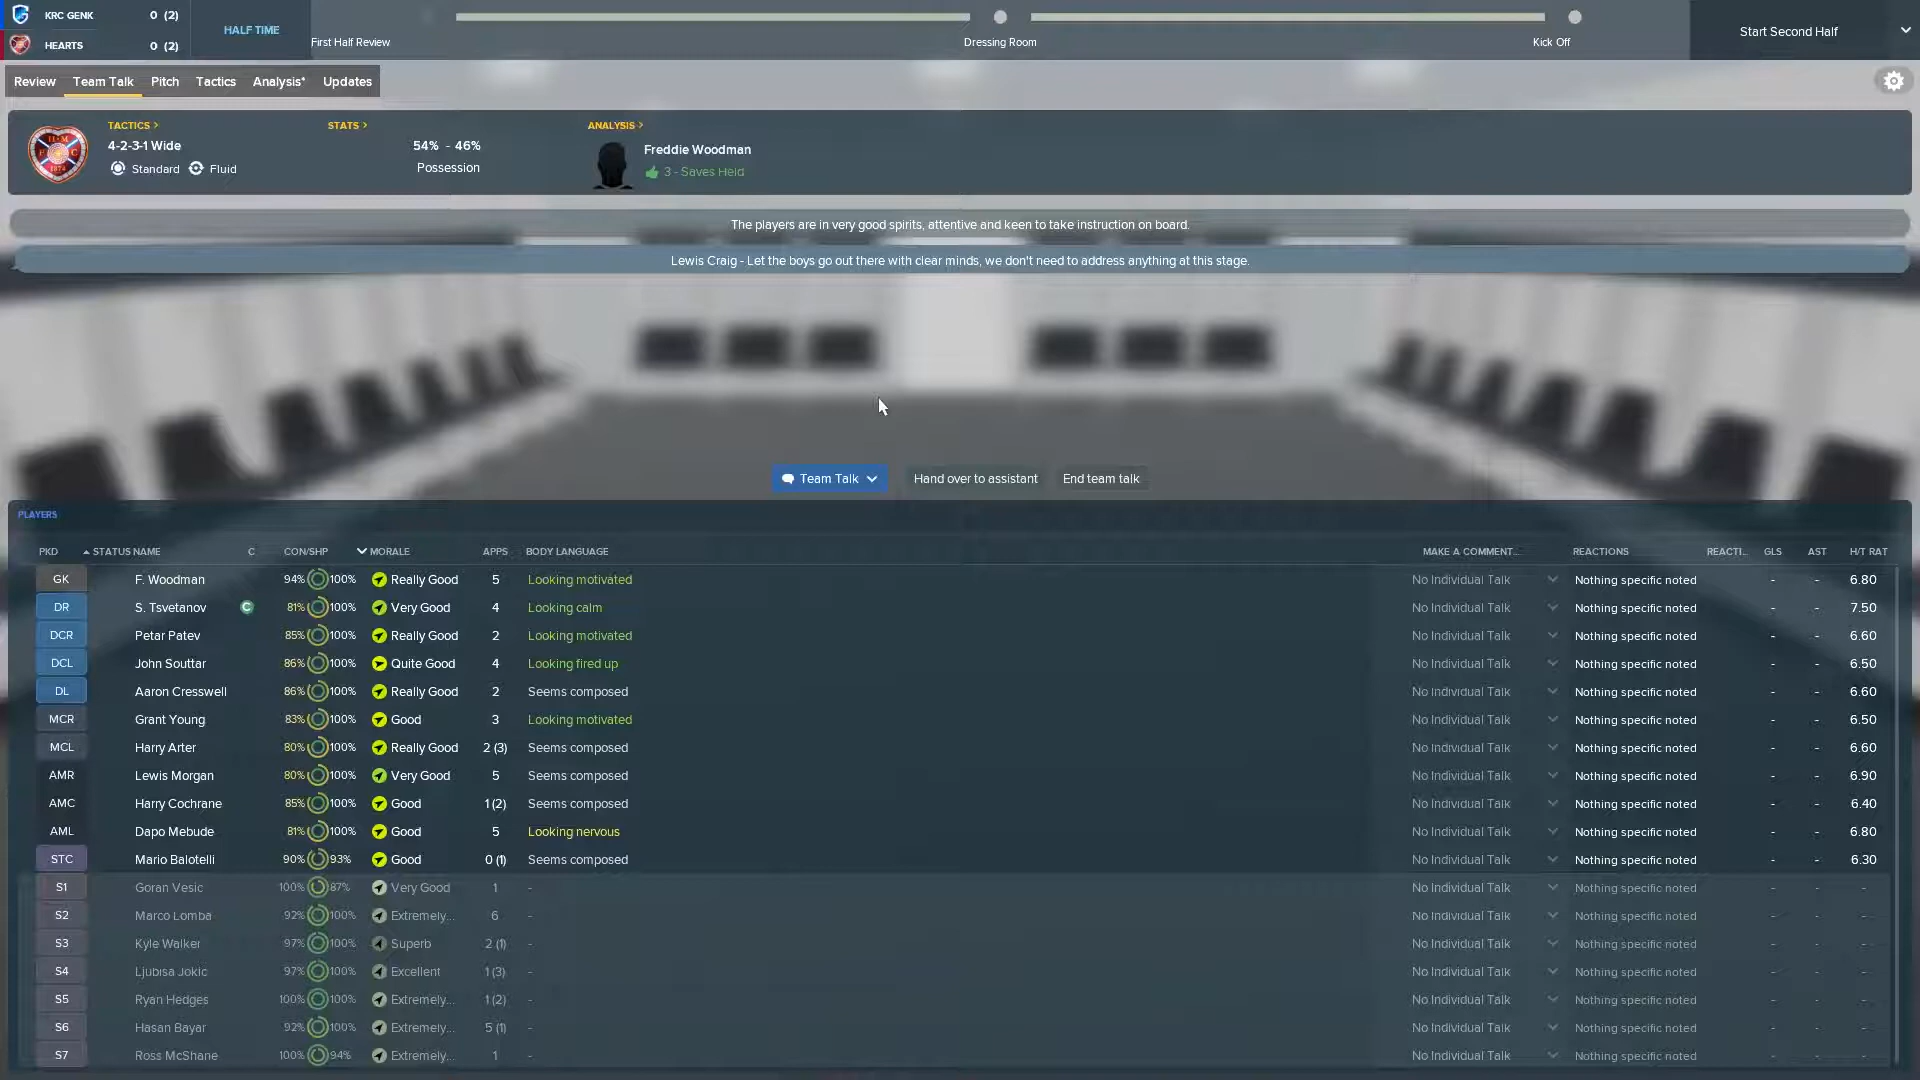 KRC GENK 0 (2)
HEARTS 0 (2)
HALF TIME
First Half Review
Dressing Room
Kick Off
Start Second Half
Review Team Talk Pitch Tactics Analysis* Updates
TACTICS >
4-2-3-1 Wide
Standard Fluid
STATS >
54% - 46%
Possession
ANALYSIS >
Freddie Woodman
3 - Saves Held
The players are in very good spirits, attentive and keen to take instruction on board.
Lewis Craig - Let the boys go out there with clear minds, we don't need to address anything at this stage.
Team Talk Hand over to assistant End team talk
PLAYERS
PKD STATUS NAME C CON/SHP MORALE APPS BODY LANGUAGE MAKE A COMMENT... REACTIONS REACTI... GLS AST H/T RAT
GK F. Woodman 94% 100% Really Good 5 Looking motivated No Individual Talk Nothing specific noted - - 6.80
DR S. Tsvetanov C 81% 100% Very Good 4 Looking calm No Individual Talk Nothing specific noted - - 7.50
DCR Petar Patev 85% 100% Really Good 2 Looking motivated No Individual Talk Nothing specific noted - - 6.60
DCL John Souttar 86% 100% Quite Good 4 Looking fired up No Individual Talk Nothing specific noted - - 6.50
DL Aaron Cresswell 86% 100% Really Good 2 Seems composed No Individual Talk Nothing specific noted - - 6.60
MCR Grant Young 83% 100% Good 3 Looking motivated No Individual Talk Nothing specific noted - - 6.50
MCL Harry Arter 80% 100% Really Good 2 (3) Seems composed No Individual Talk Nothing specific noted - - 6.60
AMR Lewis Morgan 80% 100% Very Good 5 Seems composed No Individual Talk Nothing specific noted - - 6.90
AMC Harry Cochrane 85% 100% Good 1 (2) Seems composed No Individual Talk Nothing specific noted - - 6.40
AML Dapo Mebude 81% 100% Good 5 Looking nervous No Individual Talk Nothing specific noted - - 6.80
STC Mario Balotelli 90% 93% Good 0 (1) Seems composed No Individual Talk Nothing specific noted - - 6.30
S1 Goran Vesic 100% 87% Very Good 1 - No Individual Talk Nothing specific noted - - -
S2 Marco Lomba 92% 100% Extremely... 6 - No Individual Talk Nothing specific noted - - -
S3 Kyle Walker 97% 100% Superb 2 (1) - No Individual Talk Nothing specific noted - - -
S4 Ljubisa Jokic 97% 100% Excellent 1 (3) - No Individual Talk Nothing specific noted - - -
S5 Ryan Hedges 100% 100% Extremely... 1 (2) - No Individual Talk Nothing specific noted - - -
S6 Hasan Bayar 92% 100% Extremely... 5 (1) - No Individual Talk Nothing specific noted - - -
S7 Ross McShane 100% 94% Extremely... 1 - No Individual Talk Nothing specific noted - - -